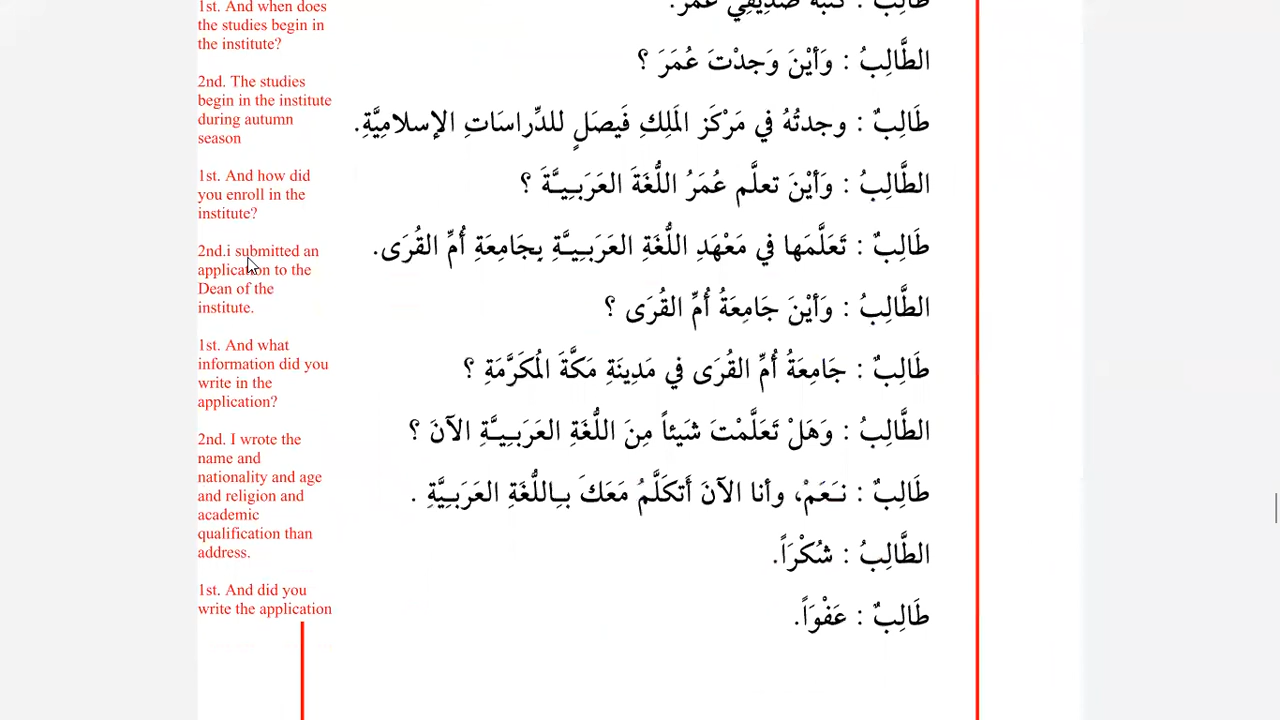 1st. And when does
the studies begin in
the institute?
2nd. The studies
begin in the institute
during autumn
season
1st. And how did
you enroll in the
institute?
2nd.i submitted an
application to the
Dean of the
institute.
1st. And what
information did you
write in the
application?
2nd. I wrote the
name and
nationality and age
and religion and
academic
qualification than
address.
1st. And did you
write the application
طَالِبٌ : كتبه صَدِيقِي عُمَرُ.
الطَّالِبُ : وَأَيْنَ وَجدْتَ عُمَرَ ؟
طَالِبٌ : وجدتُهُ في مَرْكَز المَلِكِ فَيصَلٍ للدِّراسَاتِ الإسلامِيَّةِ.
الطَّالِبُ : وَأَيْنَ تعلَّم عُمَرُ اللُّغَةَ العَرَبِيَّةَ ؟
طَالِبٌ : تَعَلَّمَها في مَعْهَدِ اللُّغَةِ العَرَبِيَّةِ بِجَامِعَةِ أُمِّ القُرَى.
الطَّالِبُ : وَأَيْنَ جَامِعَةُ أُمِّ القُرَى ؟
طَالِبٌ : جَامِعَةُ أُمِّ القُرَى في مَدِينَةِ مَكَّةَ المُكَرَّمَةِ ؟
الطَّالِبُ : وَهَلْ تَعَلَّمْتَ شَيئاً مِنَ اللُّغَةِ العَرَبِيَّةِ الآنَ ؟
طَالِبٌ : نَعَمْ، وأنا الآنَ أَتكَلَّمُ مَعَكَ بِاللُّغَةِ العَرَبِيَّةِ .
الطَّالِبُ : شُكْرَاً.
طَالِبٌ : عَفْوَاً.